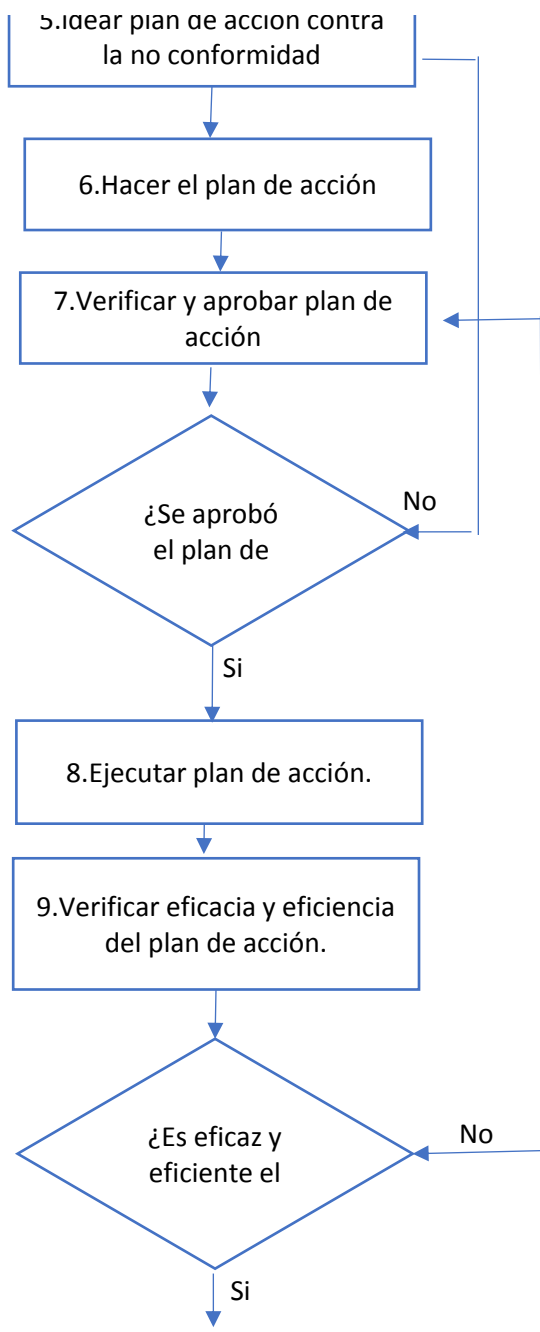 5.Idear plan de acción contra
la no conformidad
6.Hacer el plan de acción
7.Verificar y aprobar plan de
acción
¿Se aprobó
el plan de
No
Si
8.Ejecutar plan de acción.
9.Verificar eficacia y eficiencia
del plan de acción.
¿Es eficaz y
eficiente el
No
Si